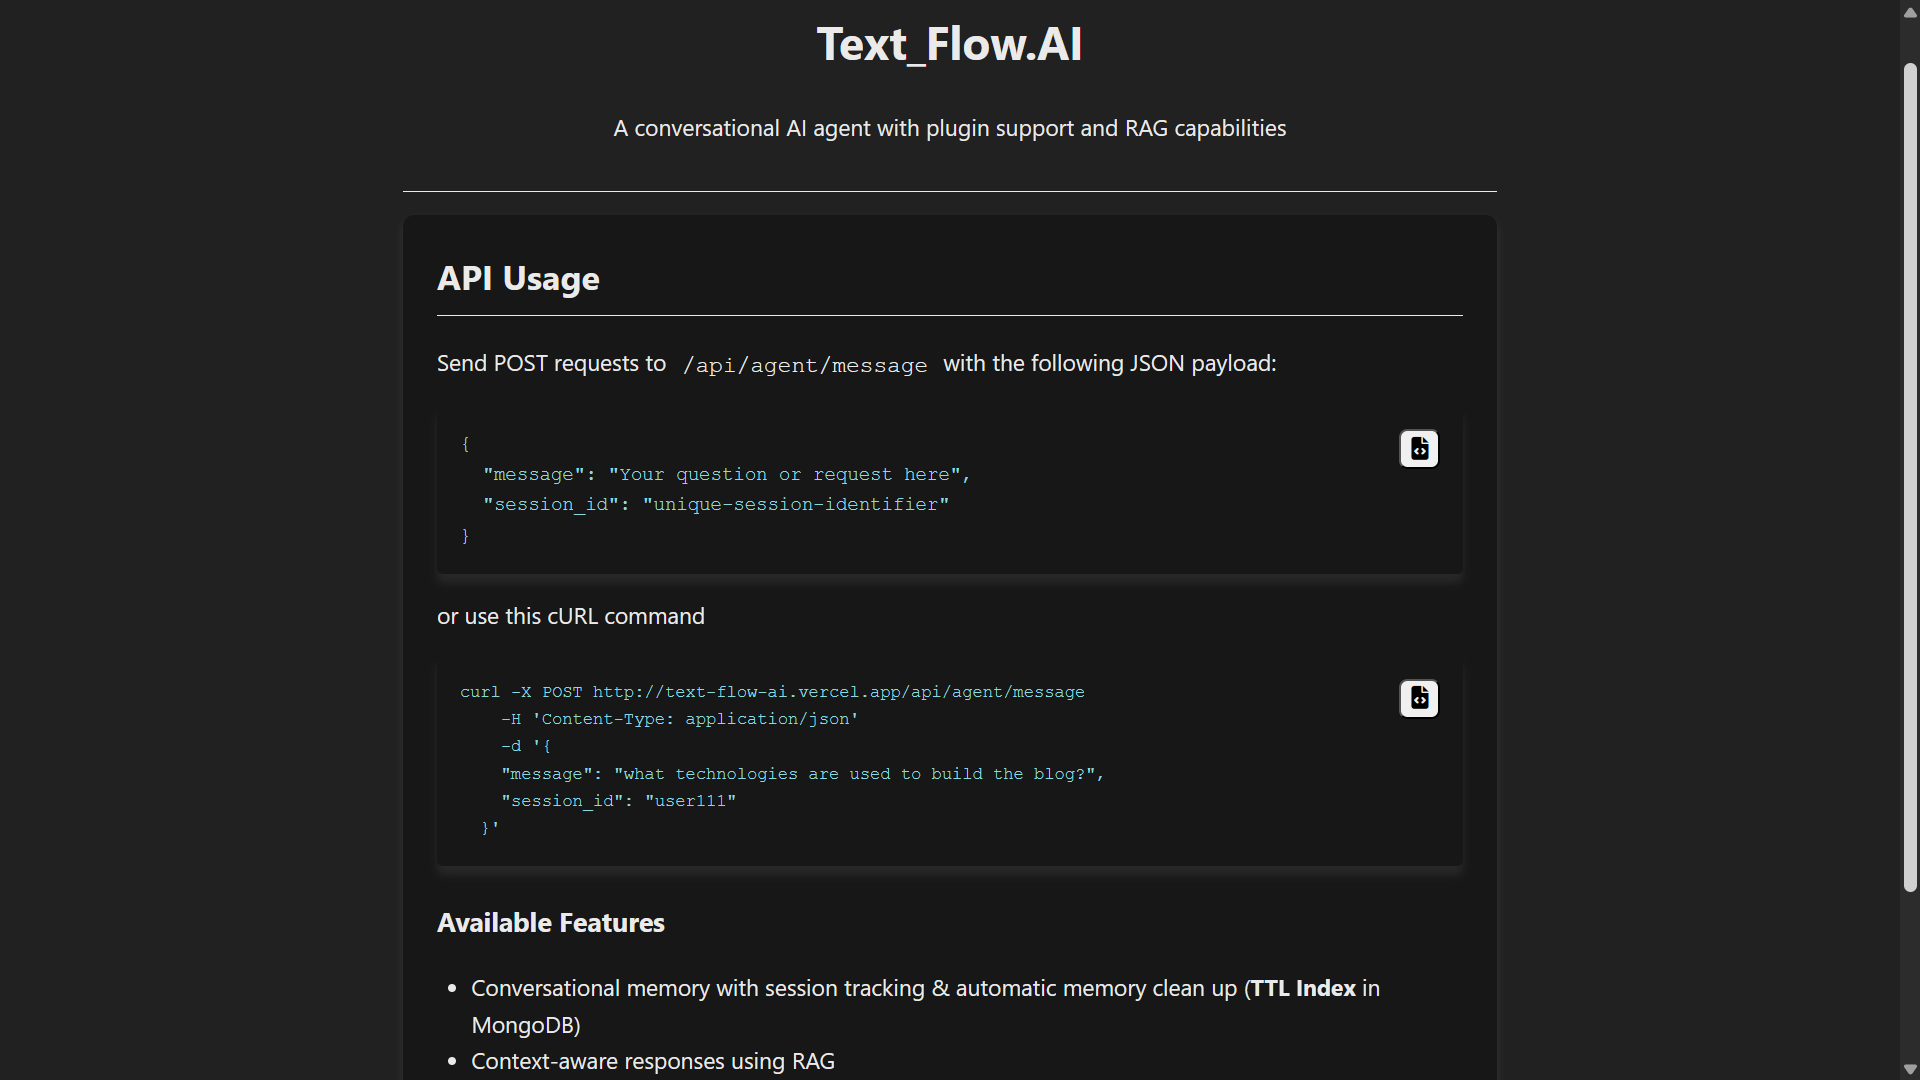 Text_Flow.AI
A conversational AI agent with plugin support and RAG capabilities
API Usage
Send POST requests to /api/agent/message with the following JSON payload:
{
  "message": "Your question or request here",
  "session_id": "unique-session-identifier"
}
or use this cURL command
curl -X POST http://text-flow-ai.vercel.app/api/agent/message
    -H 'Content-Type: application/json'
    -d '{
    "message": "what technologies are used to build the blog?",
    "session_id": "user111"
  }'
Available Features
• Conversational memory with session tracking & automatic memory clean up (TTL Index in
MongoDB)
• Context-aware responses using RAG